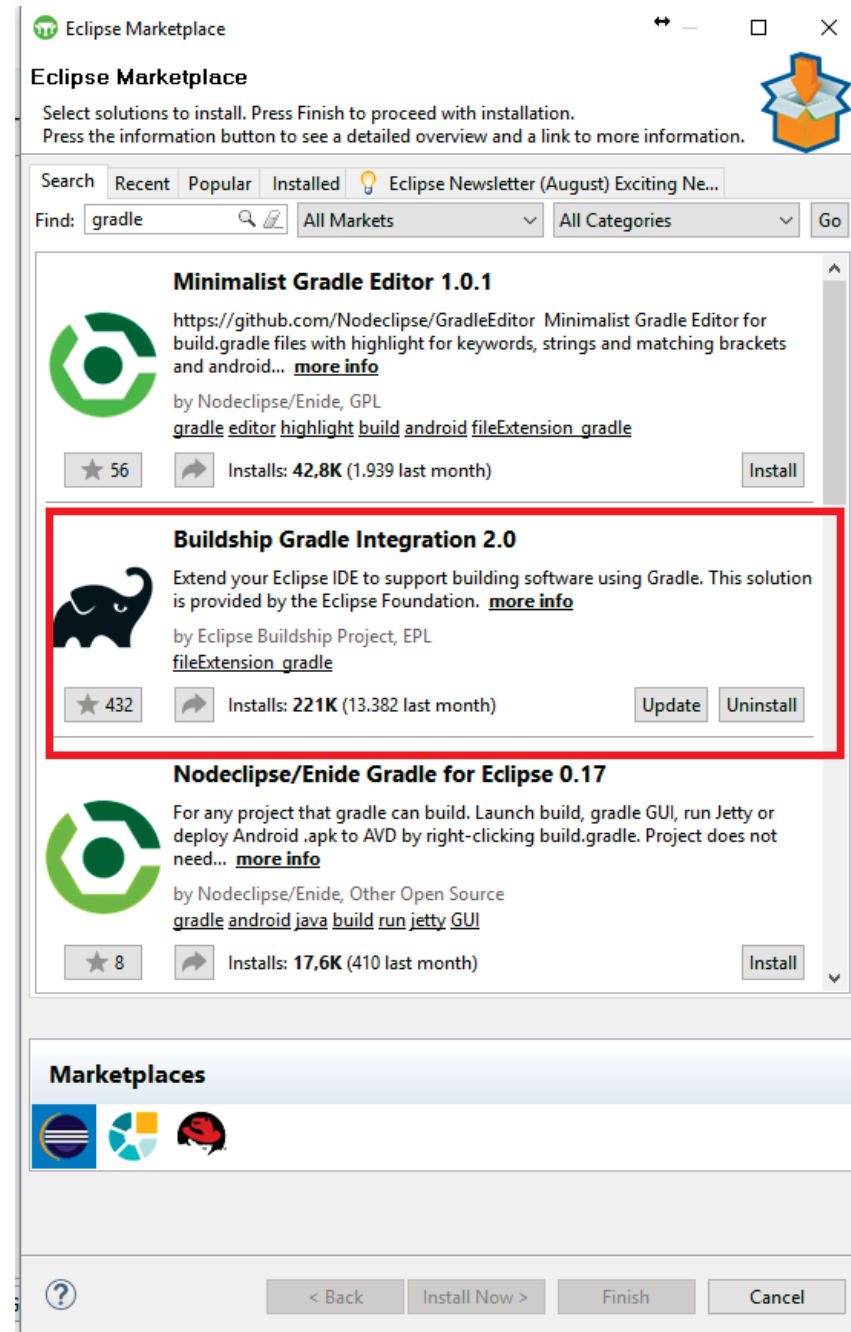 Eclipse Marketplace
Eclipse Marketplace
Select solutions to install. Press Finish to proceed with installation.
Press the information button to see a detailed overview and a link to more information.
Search Recent Popular Installed Eclipse Newsletter (August) Exciting Ne...
Find: gradle All Markets All Categories Go
Minimalist Gradle Editor 1.0.1
https://github.com/Nodeclipse/GradleEditor Minimalist Gradle Editor for
build.gradle files with highlight for keywords, strings and matching brackets
and android... more info
by Nodeclipse/Enide, GPL
gradle editor highlight build android fileExtension_gradle
56 Installs: 42,8K (1.939 last month) Install
Buildship Gradle Integration 2.0
Extend your Eclipse IDE to support building software using Gradle. This solution
is provided by the Eclipse Foundation. more info
by Eclipse Buildship Project, EPL
fileExtension_gradle
432 Installs: 221K (13.382 last month) Update Uninstall
Nodeclipse/Enide Gradle for Eclipse 0.17
For any project that gradle can build. Launch build, gradle GUI, run Jetty or
deploy Android .apk to AVD by right-clicking build.gradle. Project does not
need... more info
by Nodeclipse/Enide, Other Open Source
gradle android java build run jetty GUI
8 Installs: 17,6K (410 last month) Install
Marketplaces
? < Back Install Now > Finish Cancel